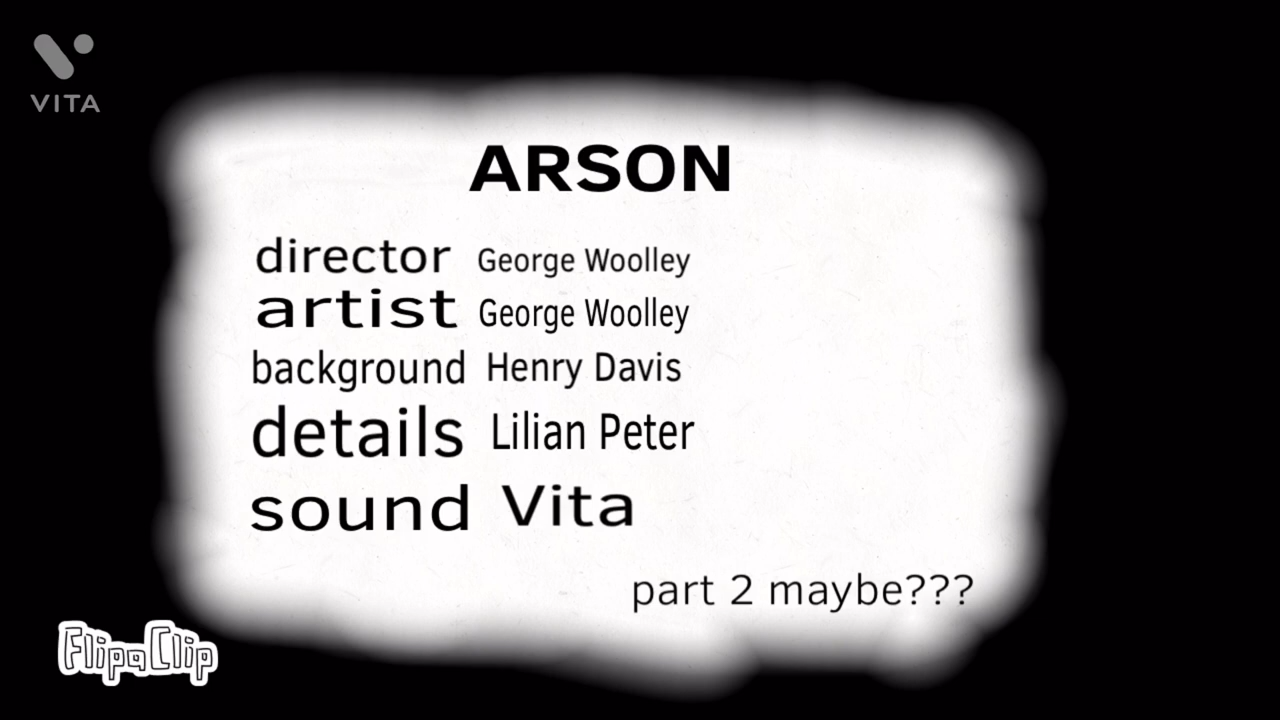 VITA
ARSON
director George Woolley
artist George Woolley
background Henry Davis
details Lilian Peter
sound Vita
part 2 maybe???
FlipaClip